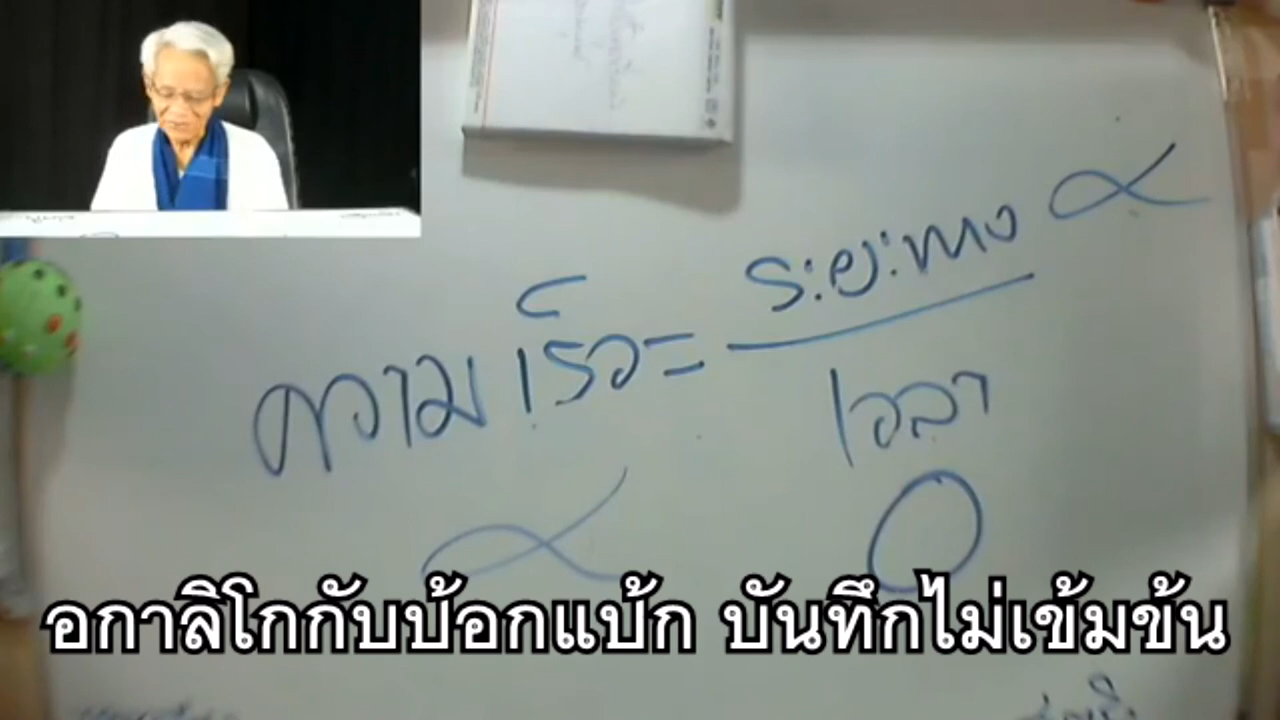 ระยะทาง ∝
ความเร็ว =
เวลา
∝ 0
อกาลิโกกับบ้อกแบ้ก บันทึกไม่เข้มข้น